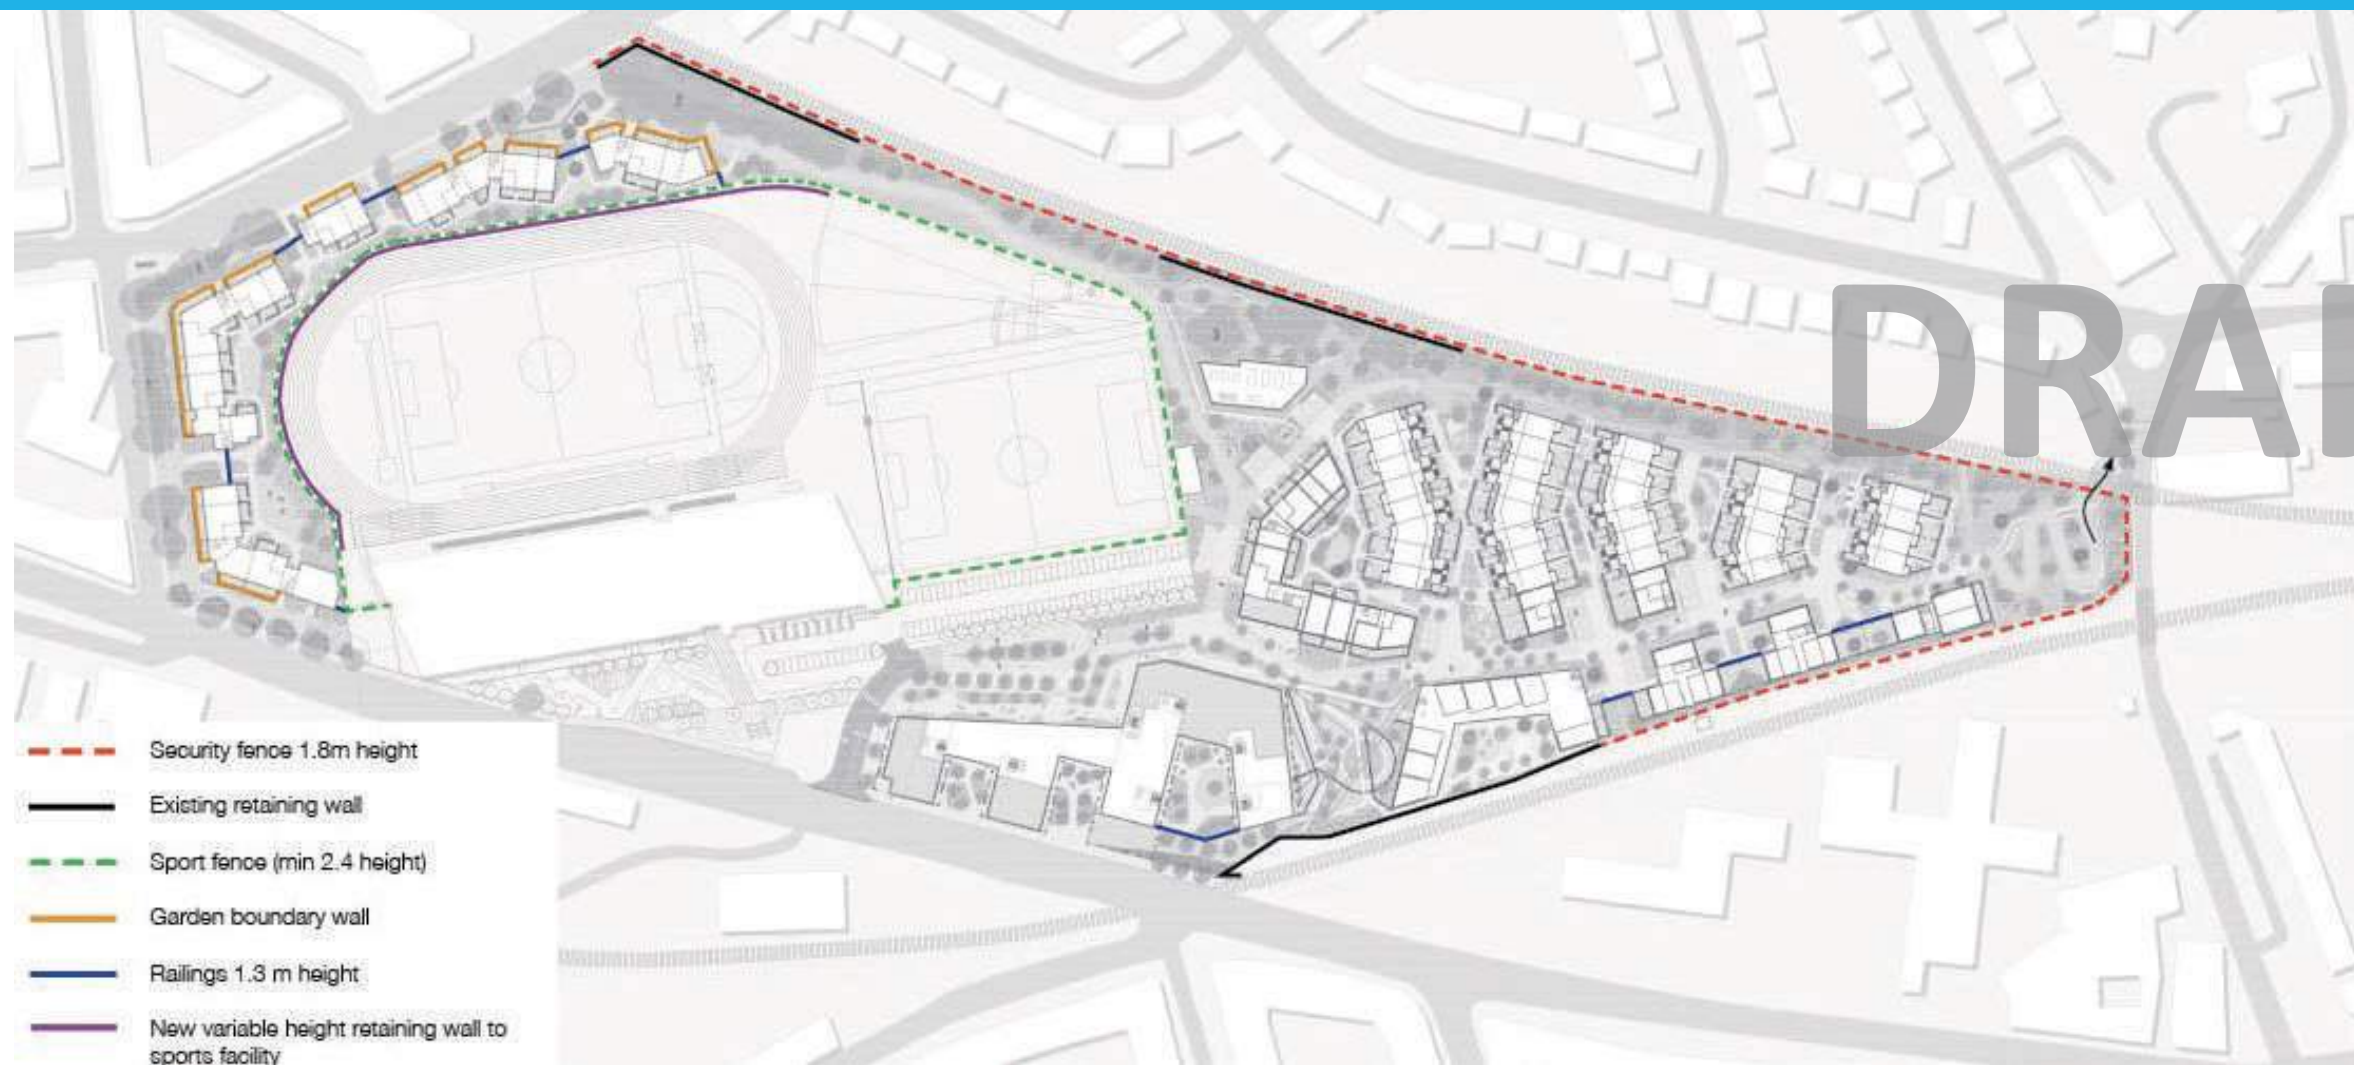 DRA
Security fence 1.8m height
Existing retaining wall
Sport fence (min 2.4 height)
Garden boundary wall
Railings 1.3 m height
New variable height retaining wall to
sports facility